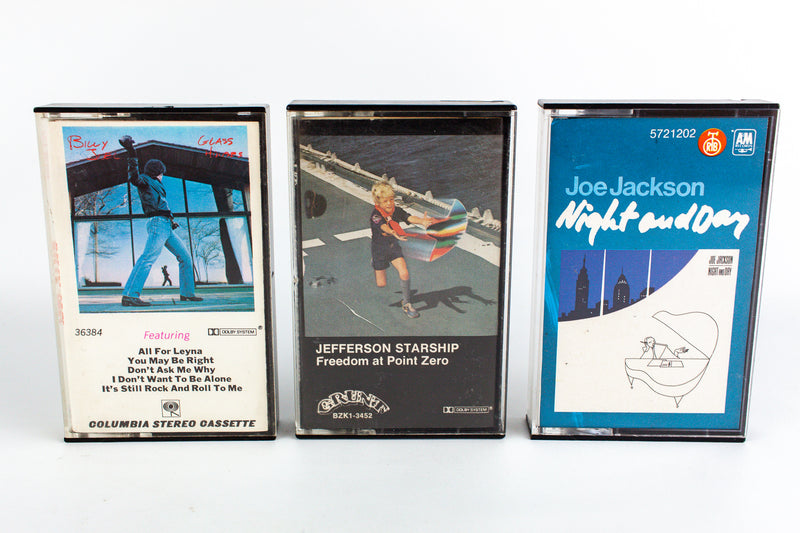 BILLY JOEL
GLASS HOUSES
36384
Featuring
DOLBY SYSTEM
All For Leyna
You May Be Right
Don't Ask Me Why
I Don't Want To Be Alone
It's Still Rock And Roll To Me
COLUMBIA STEREO CASSETTE
JEFFERSON STARSHIP
Freedom at Point Zero
GRUNT
BZK1-3452
DOLBY SYSTEM
5721202
RTB
A&M
RECORDS
Joe Jackson
Night and Day
JOE JACKSON
NIGHT AND DAY